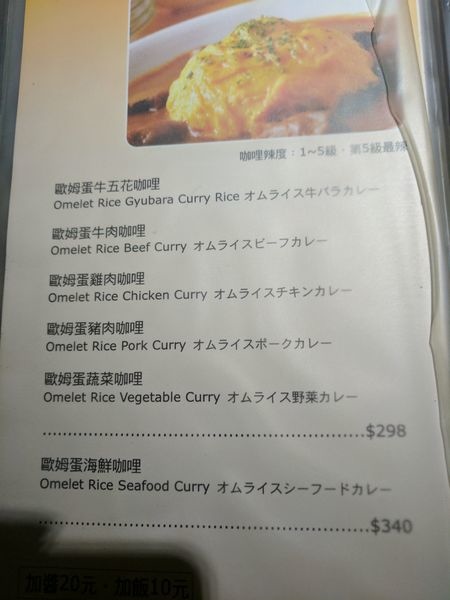 咖哩辣度：1~5級，第5級最辣
歐姆蛋牛五花咖哩
Omelet Rice Gyubara Curry Rice オムライス牛バラカレー
歐姆蛋牛肉咖哩
Omelet Rice Beef Curry オムライスビーフカレー
歐姆蛋雞肉咖哩
Omelet Rice Chicken Curry オムライスチキンカレー
歐姆蛋豬肉咖哩
Omelet Rice Pork Curry オムライスポークカレー
歐姆蛋蔬菜咖哩
Omelet Rice Vegetable Curry オムライス野菜カレー
$298
歐姆蛋海鮮咖哩
Omelet Rice Seafood Curry オムライスシーフードカレー
$340
加醬20元・加飯10元